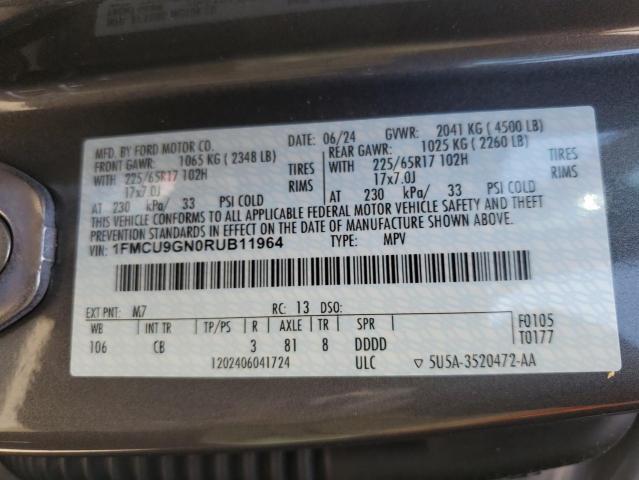 MFD. BY FORD MOTOR CO.
DATE: 06/24 GVWR: 2041 KG ( 4500 LB)
FRONT GAWR: 1065 KG ( 2348 LB)
REAR GAWR: 1025 KG ( 2260 LB)
WITH 225/65R17 102H TIRES
WITH 225/65R17 102H TIRES
17x7.0J RIMS
17x7.0J RIMS
AT 230 kPa/ 33 PSI COLD
AT 230 kPa/ 33 PSI COLD
THIS VEHICLE CONFORMS TO ALL APPLICABLE FEDERAL MOTOR VEHICLE SAFETY AND BUMPER
STANDARDS IN EFFECT ON THE DATE OF MANUFACTURE SHOWN ABOVE.
VIN: 1FMCU9GN0RUB11964 TYPE: MPV
EXT PNT: M7 RC: 13 DSO:
WB INT TR TP/PS R AXLE TR SPR
F0105
106 CB 3 81 8 DDDD
T0177
1202406041724 ULC ▽ 5U5A-3520472-AA